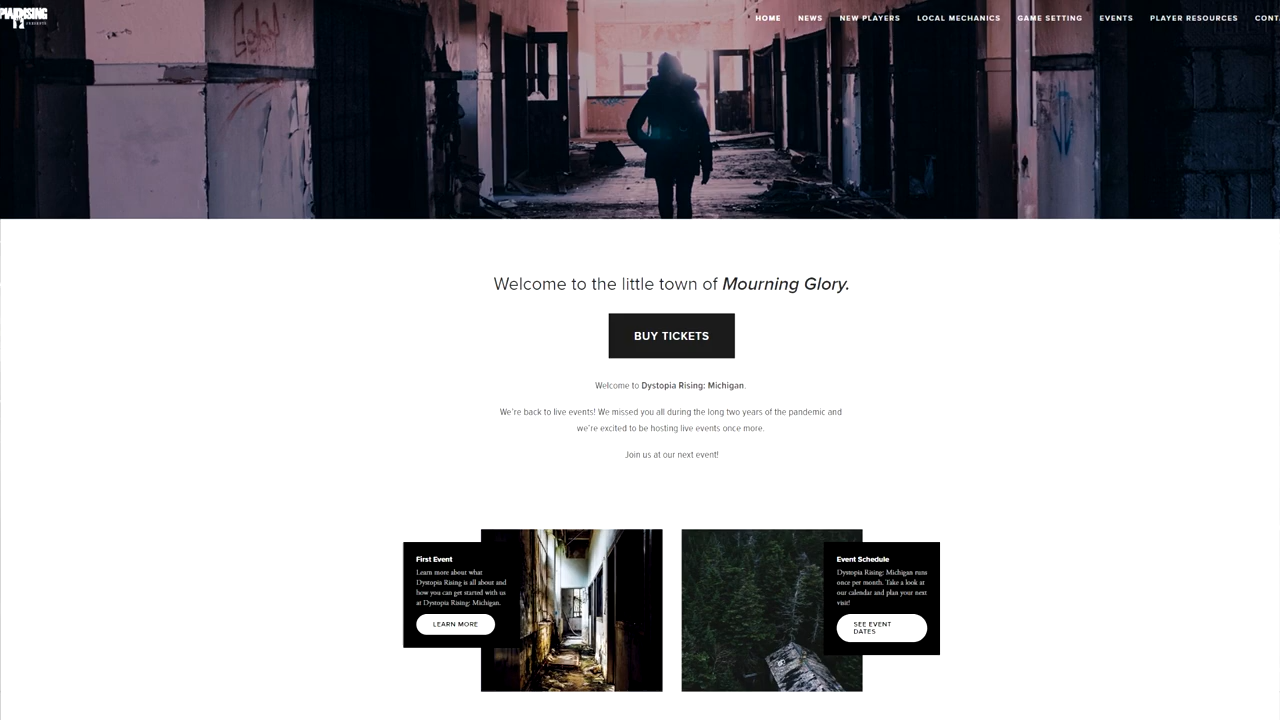 HOME NEWS NEW PLAYERS LOCAL MECHANICS GAME SETTING EVENTS PLAYER RESOURCES CONT
Welcome to the little town of Mourning Glory.
BUY TICKETS
Welcome to Dystopia Rising: Michigan.
We're back to live events! We missed you all during the long two years of the pandemic and
we're excited to be hosting live events once more.
Join us at our next event!
First Event
Learn more about what
Dystopia Rising is all about and
how you can get started with us
at Dystopia Rising: Michigan.
LEARN MORE
Event Schedule
Dystopia Rising: Michigan runs
once per month. Take a look at
our calendar and plan your next
visit!
SEE EVENT
DATES